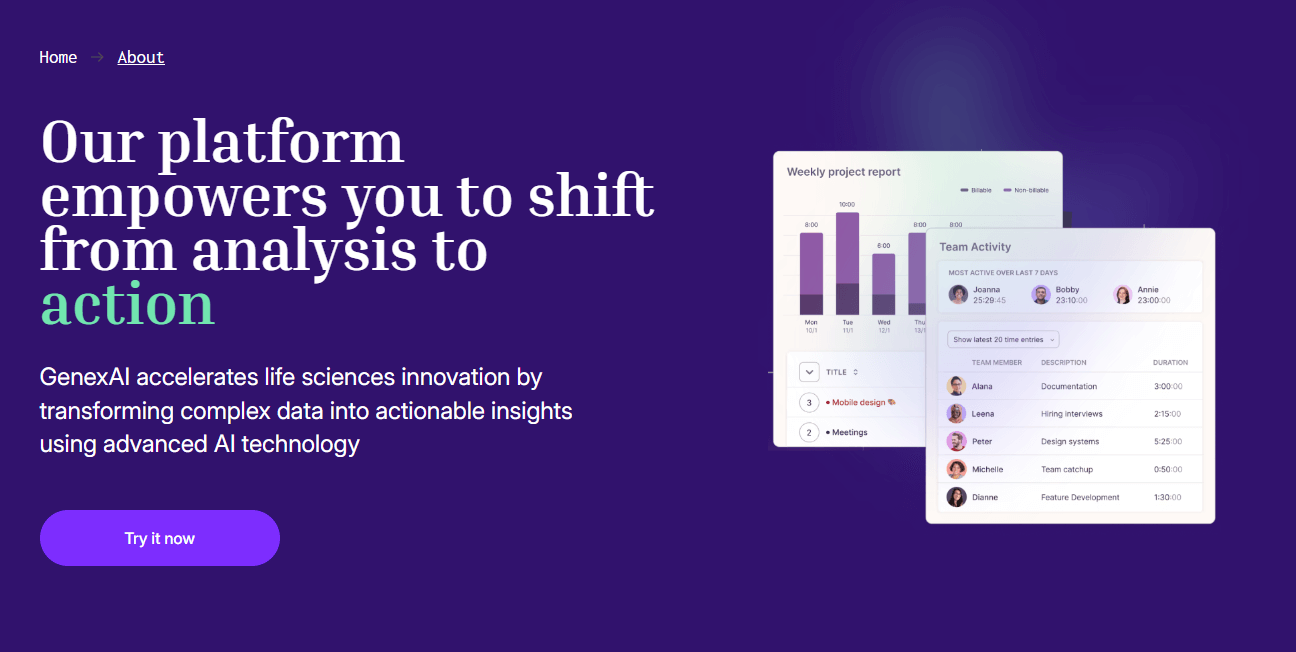 Home → About
Our platform
empowers you to shift
from analysis to
action
GenexAI accelerates life sciences innovation by
transforming complex data into actionable insights
using advanced AI technology
Try it now
Weekly project report
Billable Non-billable
8:00 10:00 6:00 8:00 8:00
Mon Tue Wed Thu
10/1 11/1 12/1 13/1
TITLE
3 • Mobile design
2 • Meetings
Team Activity
MOST ACTIVE OVER LAST 7 DAYS
Joanna Bobby Annie
25:29:45 23:10:00 23:00:00
Show latest 20 time entries
TEAM MEMBER DESCRIPTION DURATION
Alana Documentation 3:00:00
Leena Hiring interviews 2:15:00
Peter Design systems 5:25:00
Michelle Team catchup 0:50:00
Dianne Feature Development 1:30:00